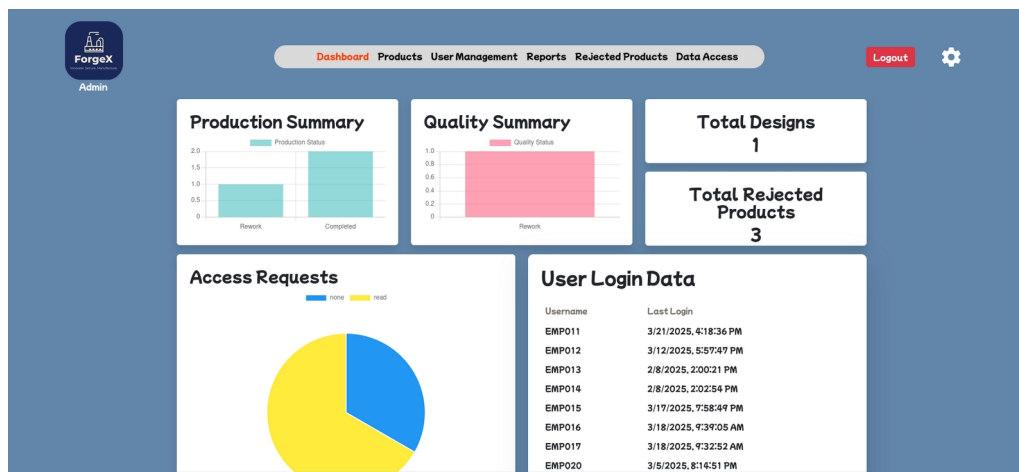 ForgeX
Admin
Dashboard Products User Management Reports Rejected Products Data Access
Logout
Production Summary
Production Status
2.0
1.5
1.0
0.5
0
Rework Completed
Quality Summary
Quality Status
1.0
0.8
0.6
0.4
0.2
0
Rework
Total Designs
1
Total Rejected
Products
3
Access Requests
none read
User Login Data
Username Last Login
EMP011 3/21/2025, 4:18:36 PM
EMP012 3/12/2025, 5:57:47 PM
EMP013 2/8/2025, 2:00:21 PM
EMP014 2/8/2025, 2:02:54 PM
EMP015 3/17/2025, 7:58:49 PM
EMP016 3/18/2025, 9:39:05 AM
EMP017 3/18/2025, 9:32:52 AM
EMP020 3/5/2025, 8:14:51 PM